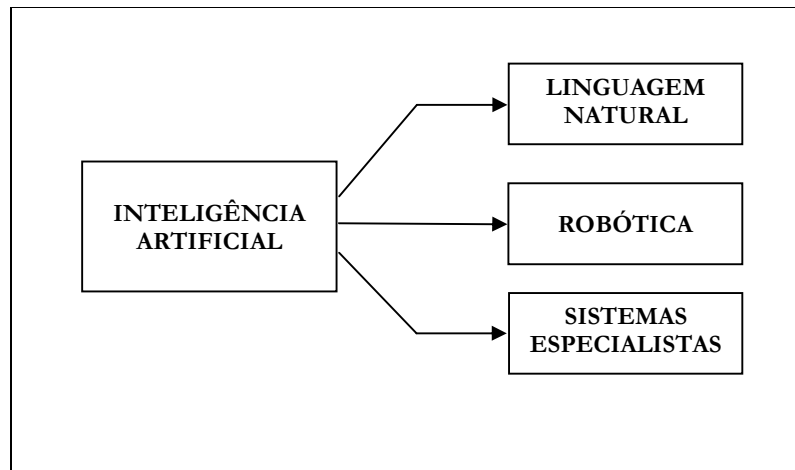 INTELIGÊNCIA
ARTIFICIAL
LINGUAGEM
NATURAL
ROBÓTICA
SISTEMAS
ESPECIALISTAS